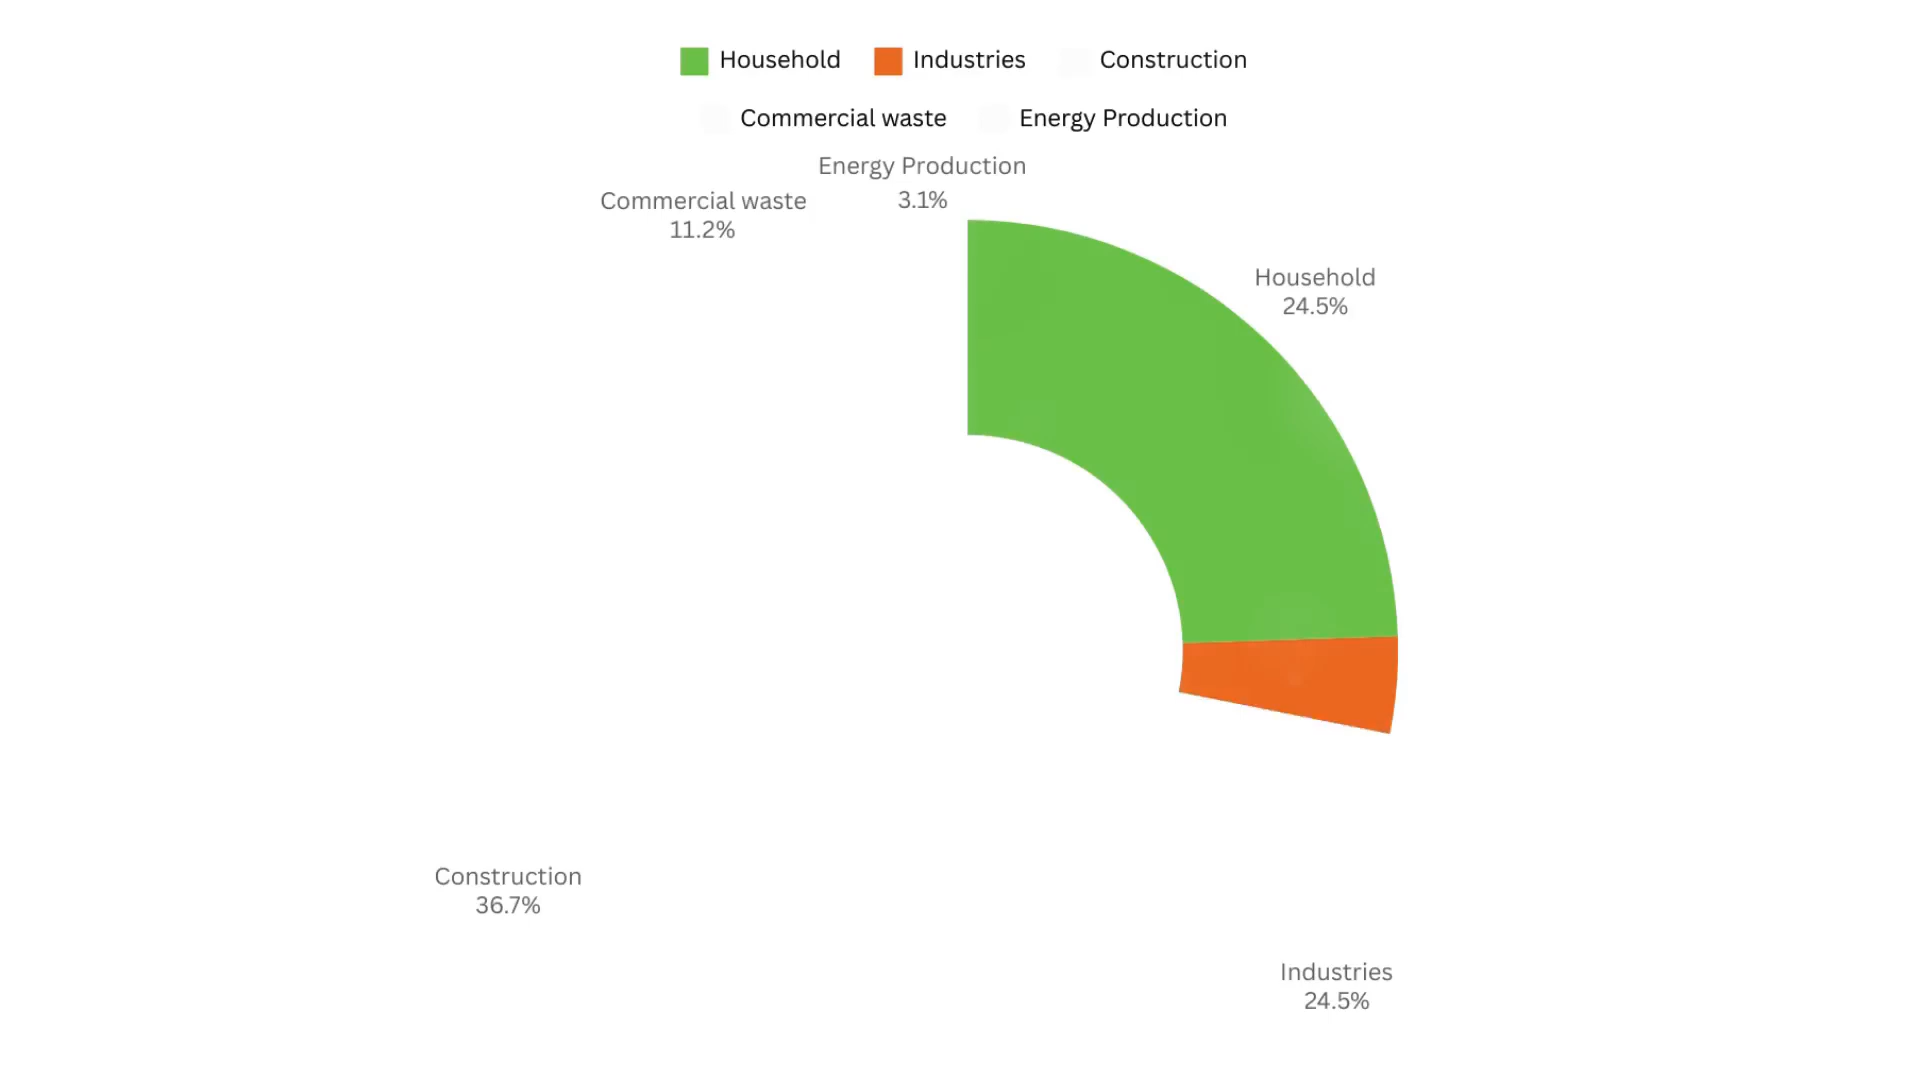 Household Industries Construction
Commercial waste Energy Production
Energy Production
3.1%
Commercial waste
11.2%
Household
24.5%
Construction
36.7%
Industries
24.5%